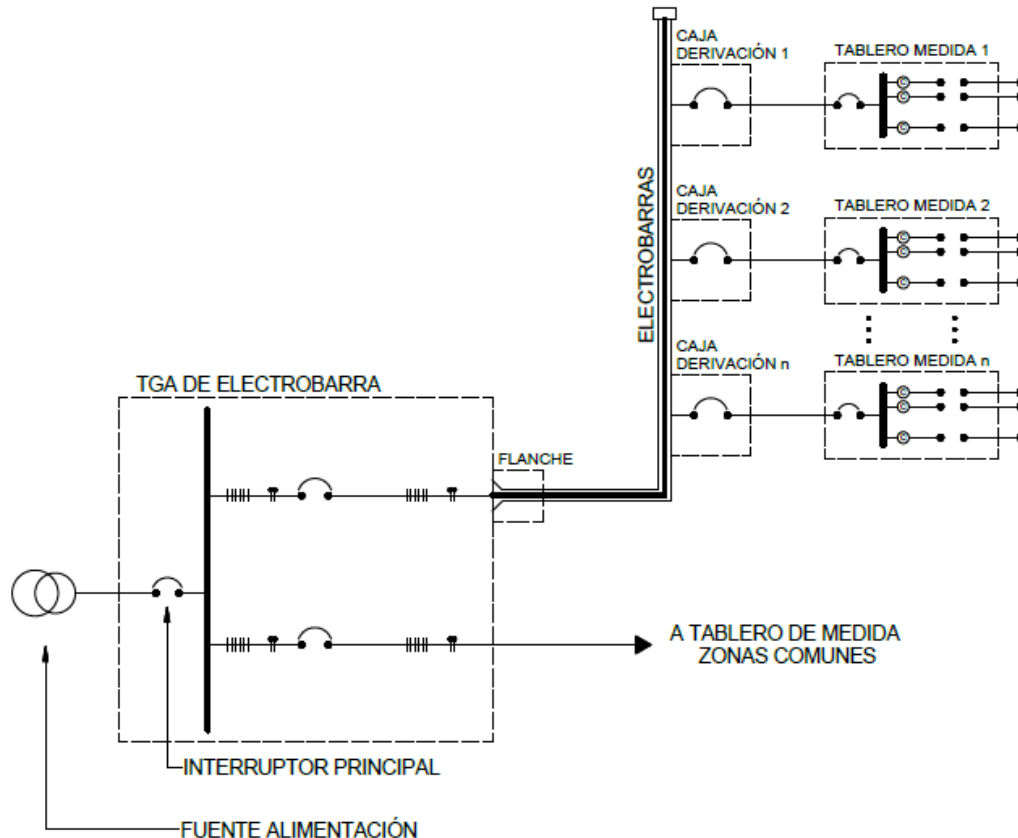 CAJA
DERIVACIÓN 1
TABLERO MEDIDA 1
C
C
C
CAJA
DERIVACIÓN 2
TABLERO MEDIDA 2
C
C
C
ELECTROBARRAS
CAJA
DERIVACIÓN n
TABLERO MEDIDA n
C
C
C
TGA DE ELECTROBARRA
FLANCHE
A TABLERO DE MEDIDA
ZONAS COMUNES
INTERRUPTOR PRINCIPAL
FUENTE ALIMENTACIÓN